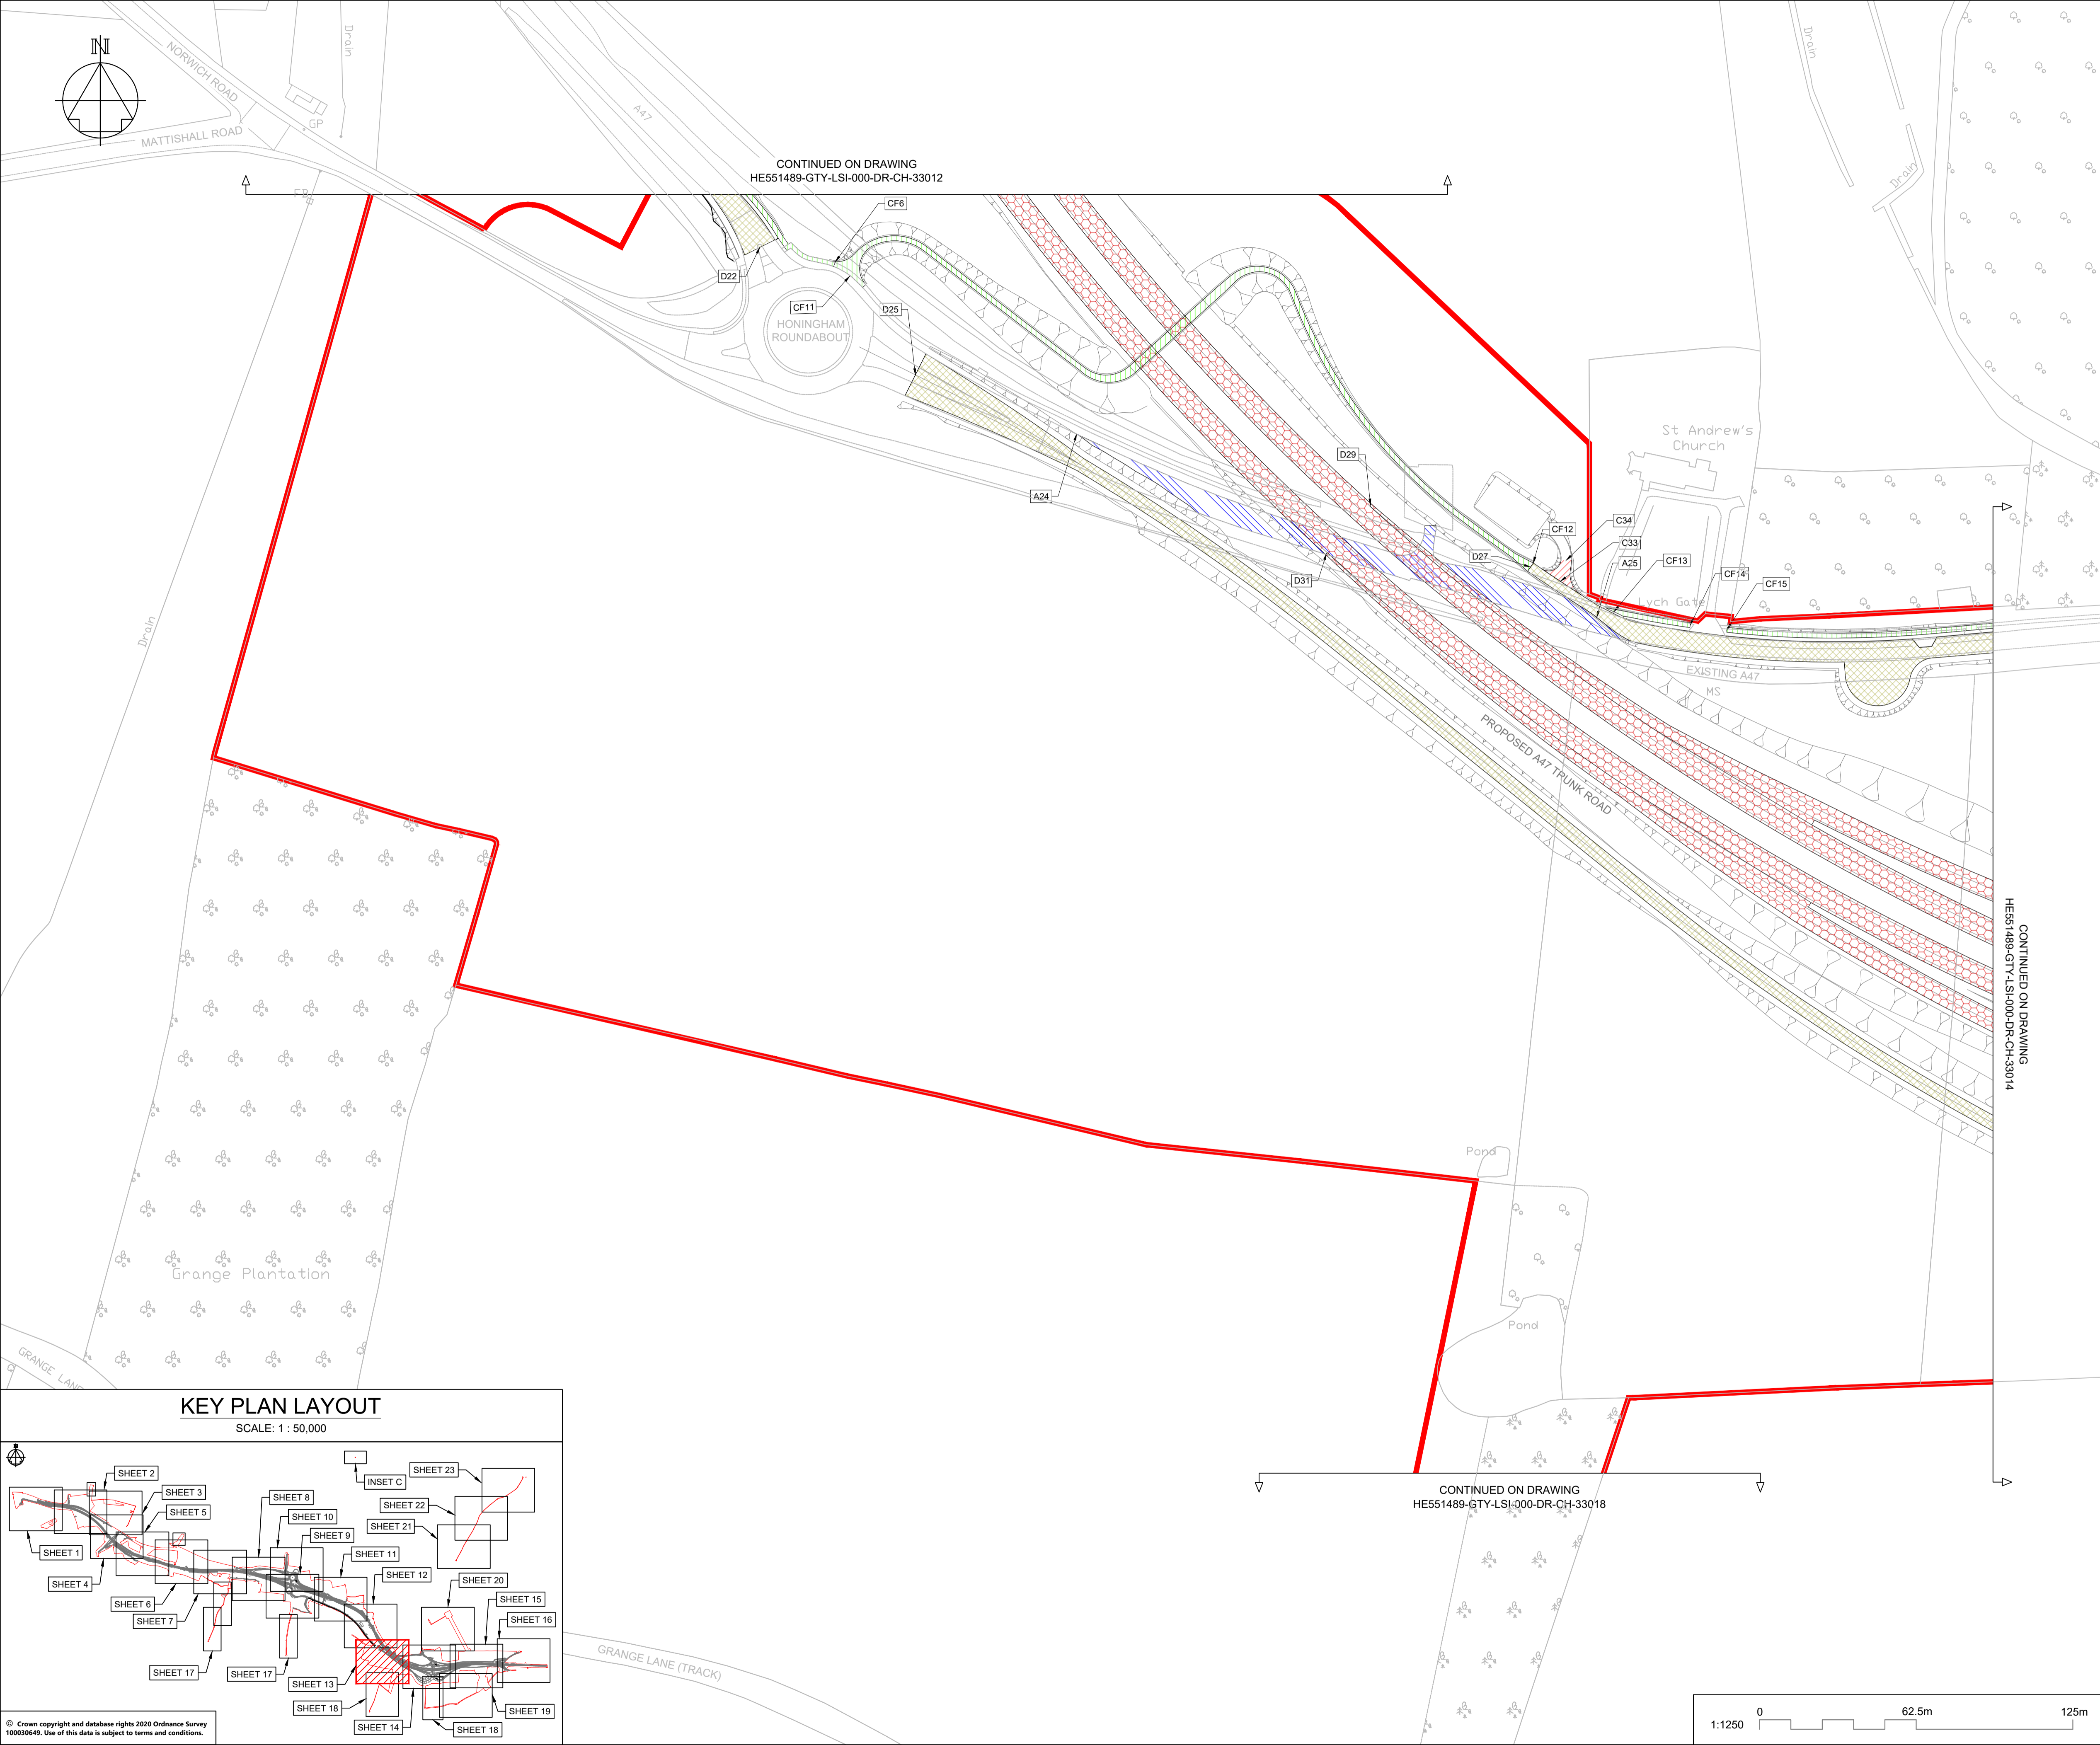 N
NORWICH ROAD
MATTISHALL ROAD
GP
Drain
FB
A47
CONTINUED ON DRAWING
HE551489-GTY-LSI-000-DR-CH-33012
Drain
Drain
CF6
D22
CF11
D25
HONINGHAM
ROUNDABOUT
A24
D29
D31
St Andrew's
Church
CF12
C34
C33
D27
A25
CF13
CF14
CF15
Lych Gate
EXISTING A47
MS
PROPOSED A47 TRUNK ROAD
Drain
CONTINUED ON DRAWING
HE551489-GTY-LSI-000-DR-CH-33014
Pond
Pond
Grange Plantation
GRANGE LANE
CONTINUED ON DRAWING
HE551489-GTY-LSI-000-DR-CH-33018
GRANGE LANE (TRACK)
KEY PLAN LAYOUT
SCALE: 1 : 50,000
SHEET 2
SHEET 3
SHEET 5
SHEET 1
SHEET 4
SHEET 6
SHEET 7
SHEET 8
SHEET 10
SHEET 9
SHEET 11
SHEET 12
INSET C
SHEET 23
SHEET 22
SHEET 21
SHEET 20
SHEET 15
SHEET 16
SHEET 17
SHEET 17
SHEET 13
SHEET 18
SHEET 14
SHEET 18
SHEET 19
© Crown copyright and database rights 2020 Ordnance Survey
100030649. Use of this data is subject to terms and conditions.
1:1250
0
62.5m
125m